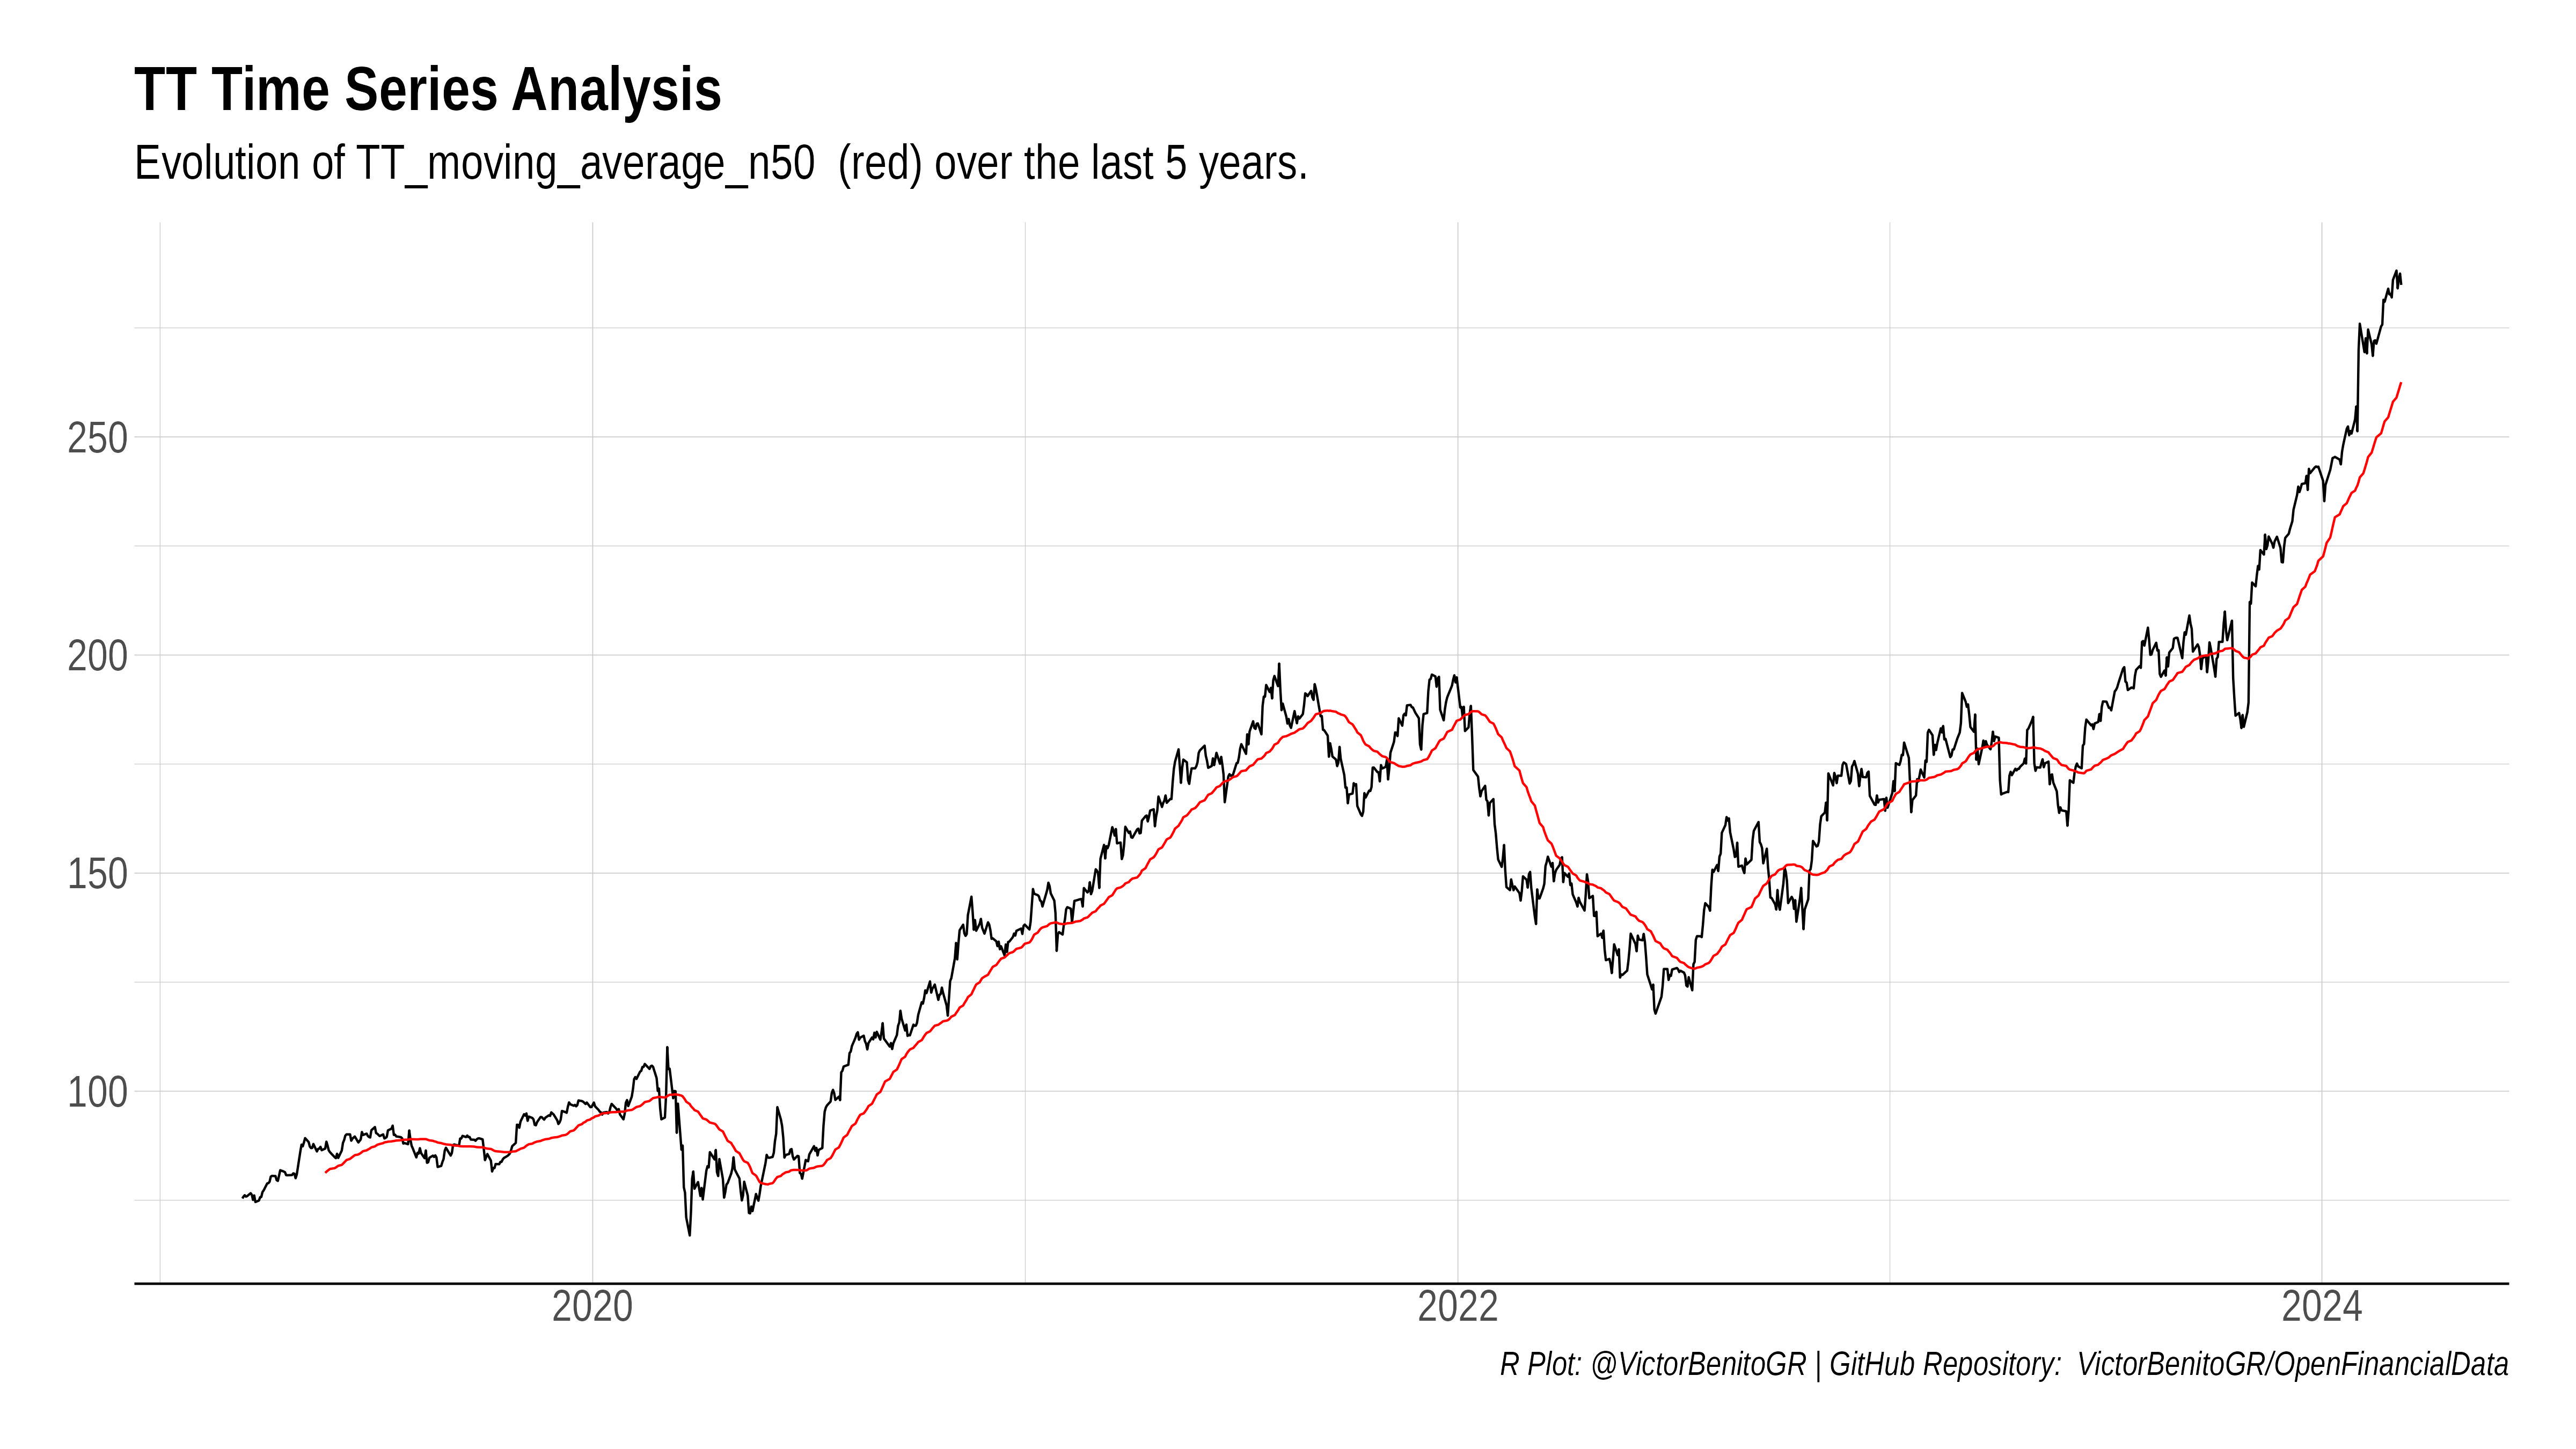 TT Time Series Analysis
Evolution of TT_moving_average_n50  (red) over the last 5 years.
250
200
150
100
2020 2022 2024
R Plot: @VictorBenitoGR | GitHub Repository:  VictorBenitoGR/OpenFinancialData